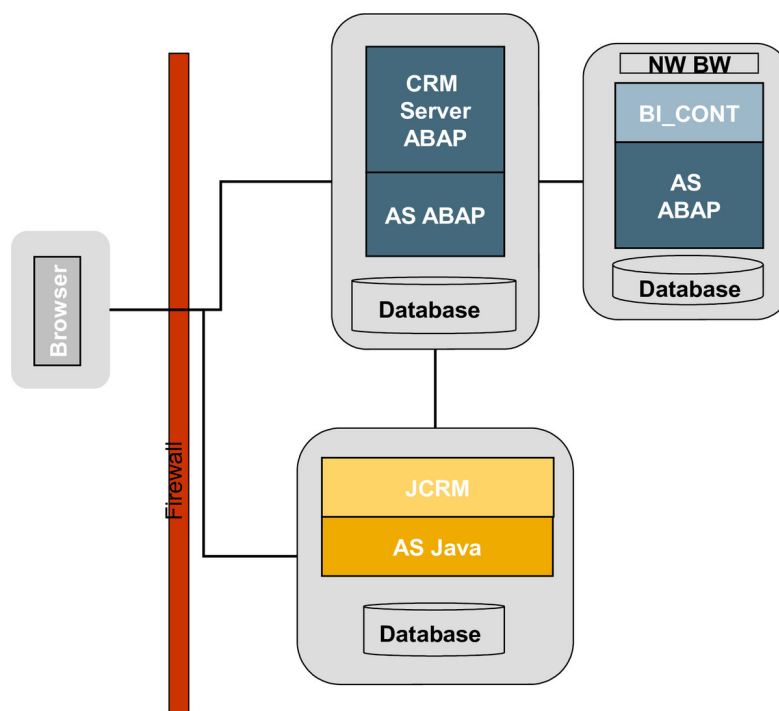 CRM
Server
ABAP
AS ABAP
Database
NW BW
BI_CONT
AS
ABAP
Database
Browser
Firewall
JCRM
AS Java
Database